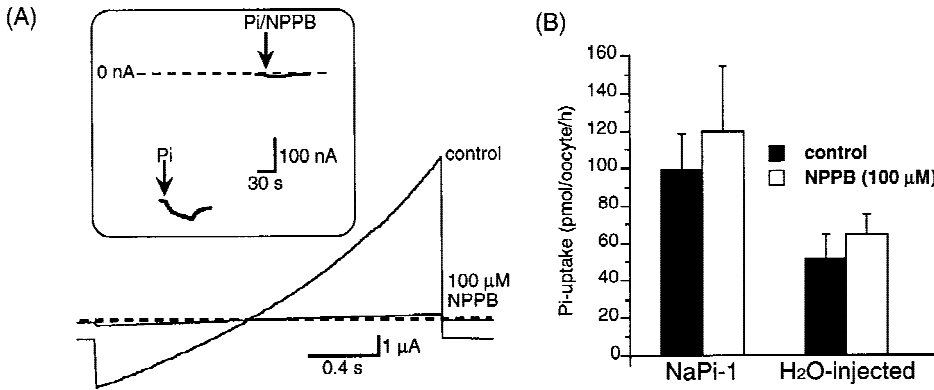 (A)
Pi/NPPB
0 nA
Pi
100 nA
30 s
control
100 μM
NPPB
1 μA
0.4 s
(B)
Pi-uptake (pmol/oocyte/h)
160
140
120
100
80
60
40
20
0
control
NPPB (100 μM)
NaPi-1
H2O-injected